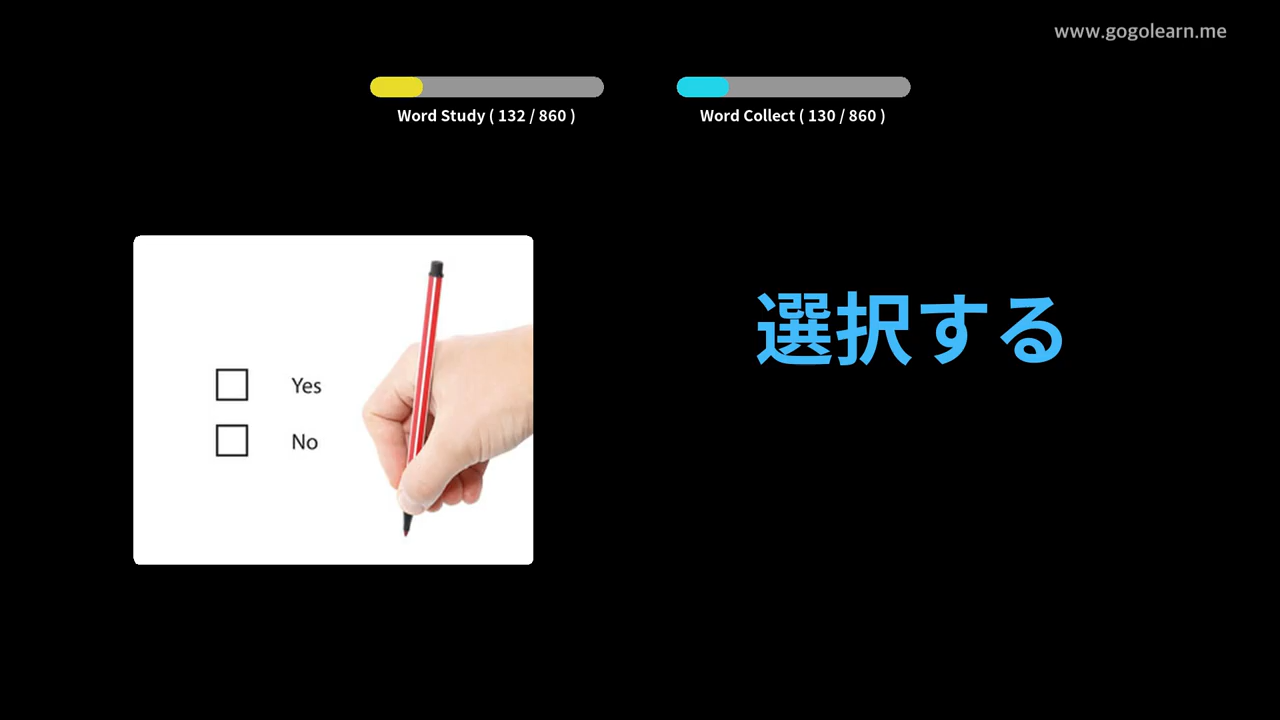 www.gogolearn.me
Word Study ( 132 / 860 )
Word Collect ( 130 / 860 )
Yes
No
選択する